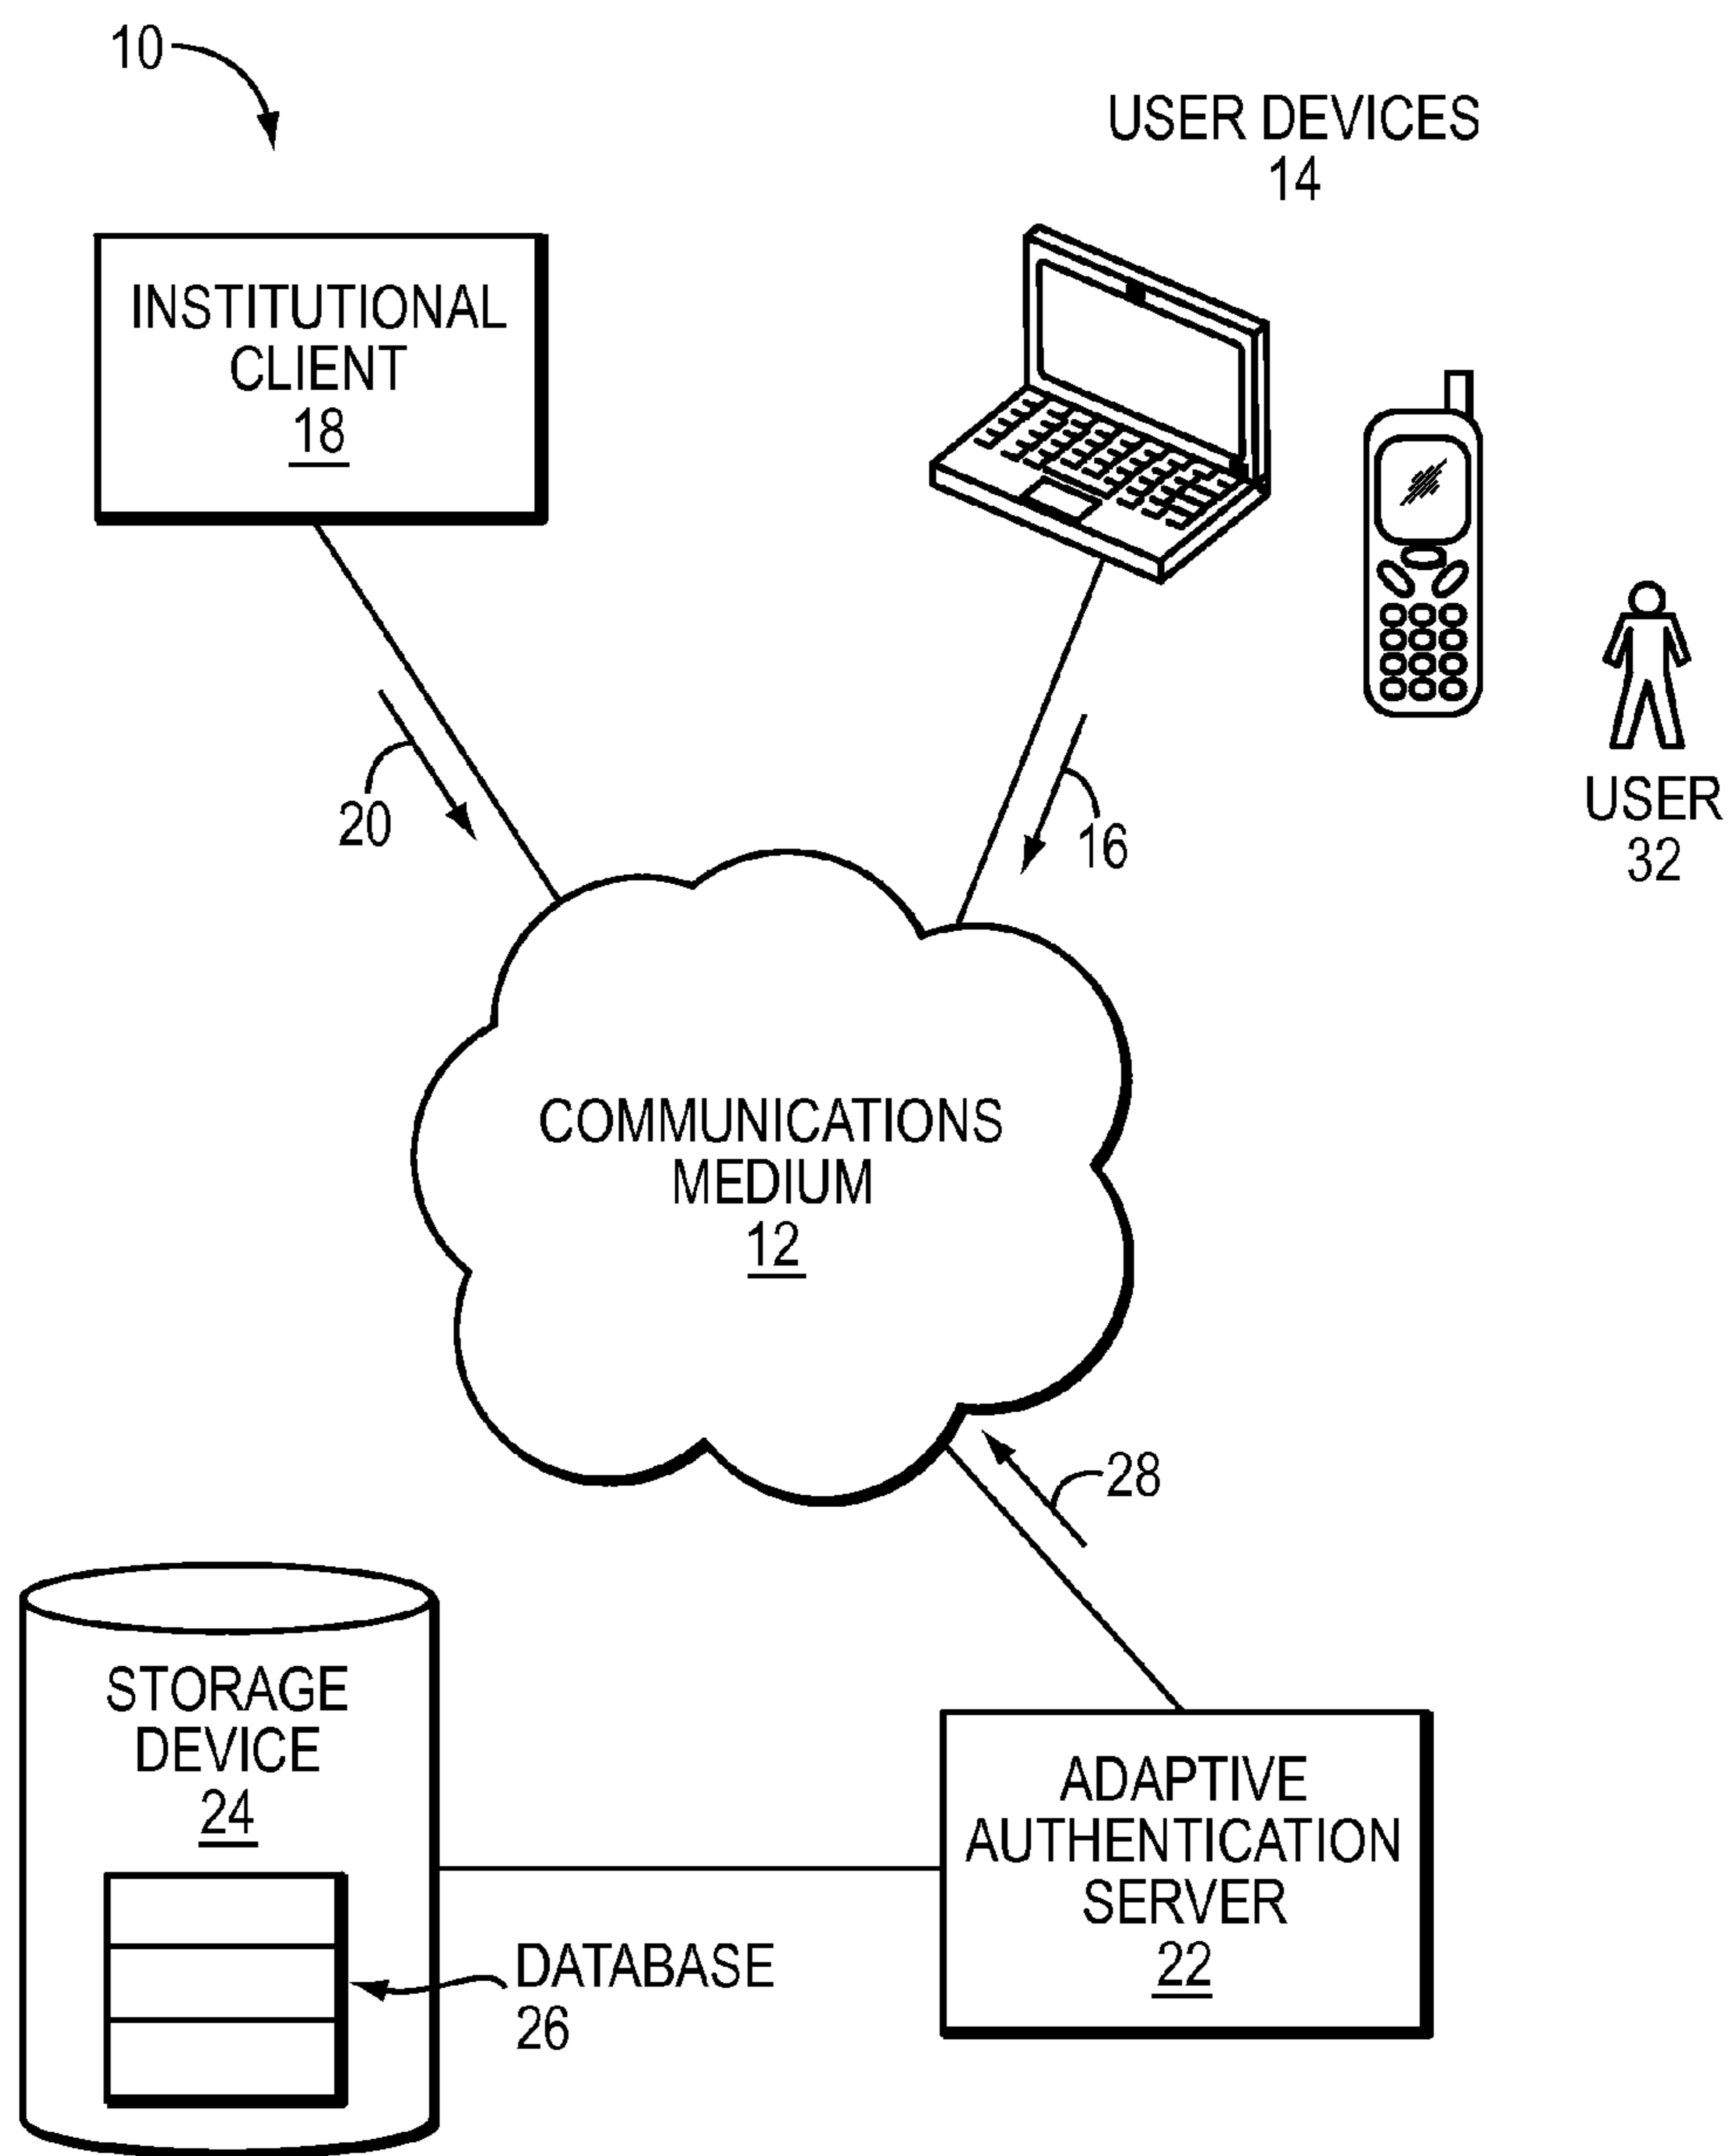 10
USER DEVICES
14
INSTITUTIONAL
CLIENT
18
20
16
USER
32
COMMUNICATIONS
MEDIUM
12
28
STORAGE
DEVICE
24
ADAPTIVE
AUTHENTICATION
SERVER
22
DATABASE
26